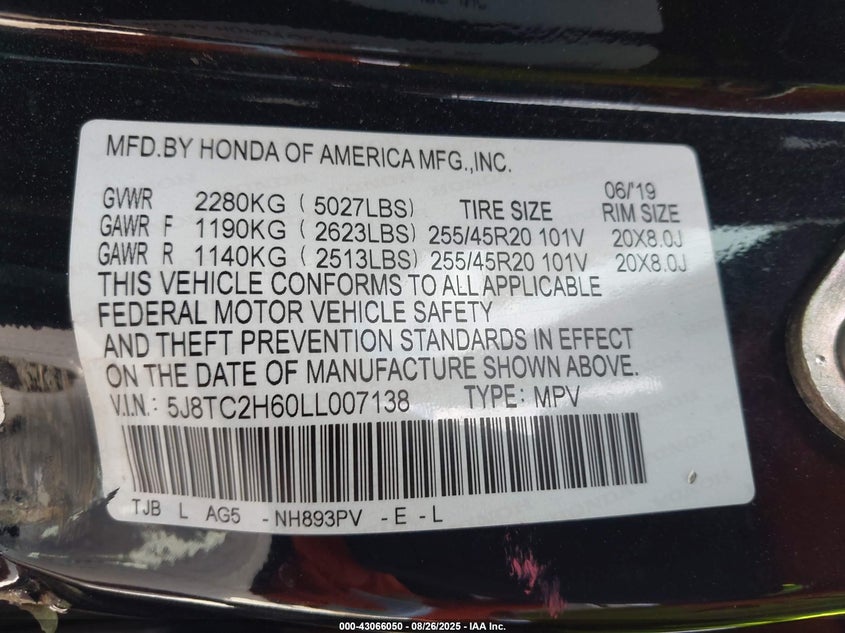 MFD.BY HONDA OF AMERICA MFG.,INC.
06/'19
GVWR 2280KG ( 5027LBS) TIRE SIZE RIM SIZE
GAWR F 1190KG ( 2623LBS) 255/45R20 101V 20X8.0J
GAWR R 1140KG ( 2513LBS) 255/45R20 101V 20X8.0J
THIS VEHICLE CONFORMS TO ALL APPLICABLE
FEDERAL MOTOR VEHICLE SAFETY
AND THEFT PREVENTION STANDARDS IN EFFECT
ON THE DATE OF MANUFACTURE SHOWN ABOVE.
V.I.N.: 5J8TC2H60LL007138 TYPE: MPV
TJB L AG5 -NH893PV - E - L
000-43066050 - 08/26/2025 - IAA Inc.